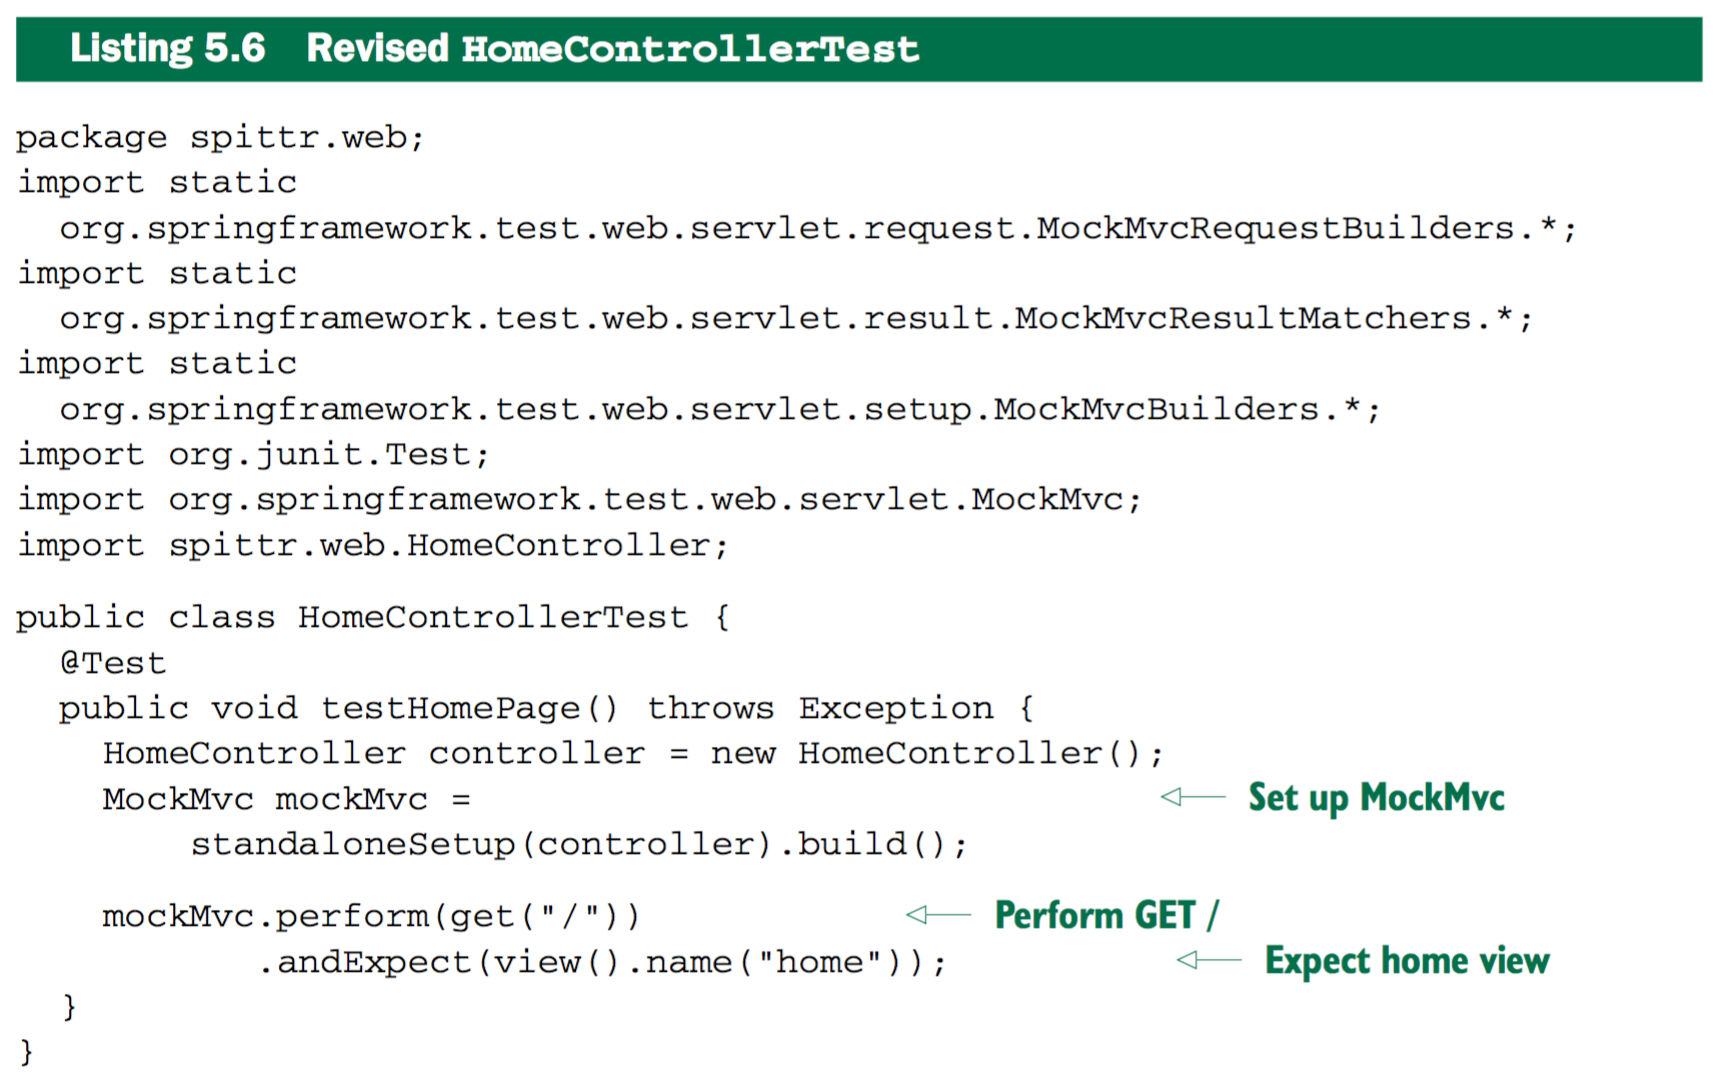 Listing 5.6 Revised HomeControllerTest
package spittr.web;
import static
org.springframework.test.web.servlet.request.MockMvcRequestBuilders.*;
import static
org.springframework.test.web.servlet.result.MockMvcResultMatchers.*;
import static
org.springframework.test.web.servlet.setup.MockMvcBuilders.*;
import org.junit.Test;
import org.springframework.test.web.servlet.MockMvc;
import spittr.web.HomeController;
public class HomeControllerTest {
@Test
public void testHomePage() throws Exception {
HomeController controller = new HomeController();
MockMvc mockMvc = Set up MockMvc
standaloneSetup(controller).build();
mockMvc.perform(get("/")) Perform GET /
.andExpect(view().name("home")); Expect home view
}
}